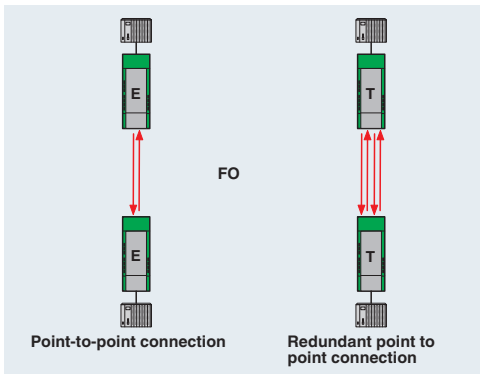 E
T
FO
E
T
Point-to-point connection
Redundant point to
point connection